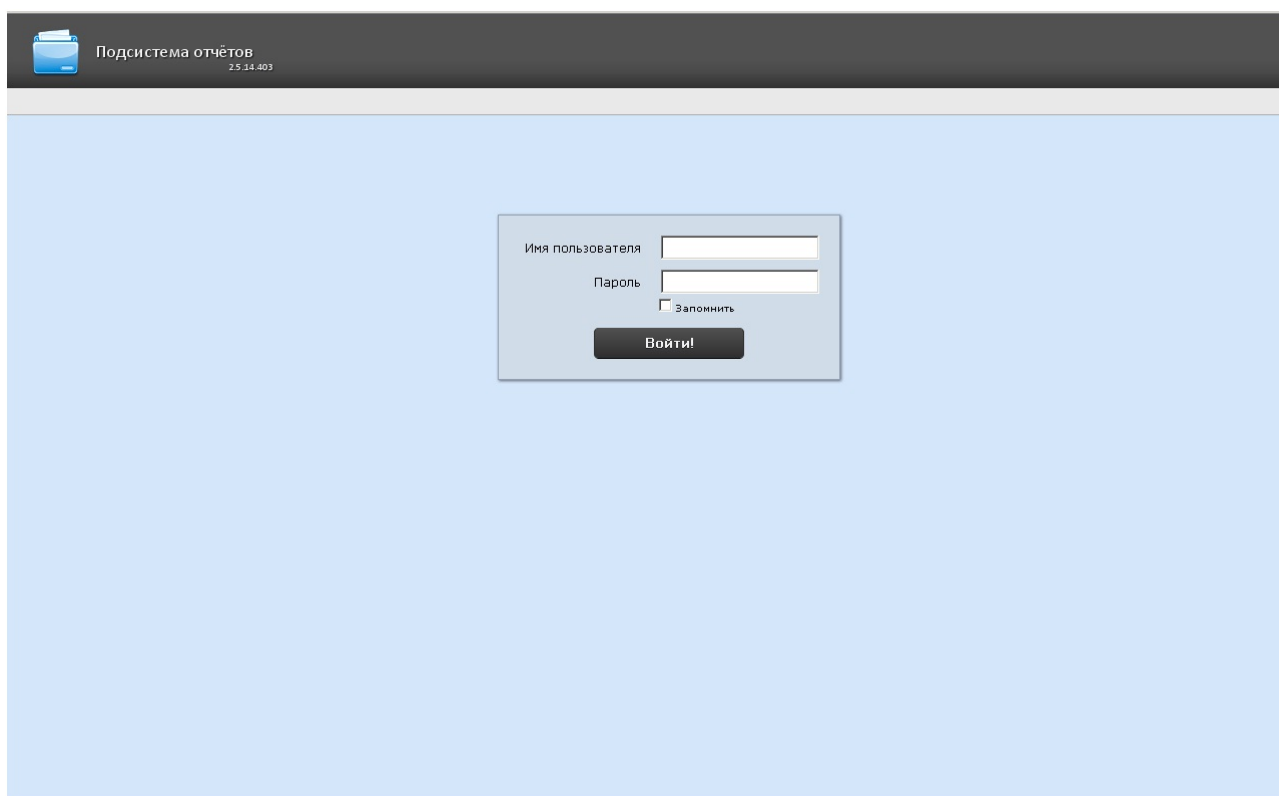 Подсистема отчётов
2.5.14.403
Имя пользователя
Пароль
Запомнить
Войти!